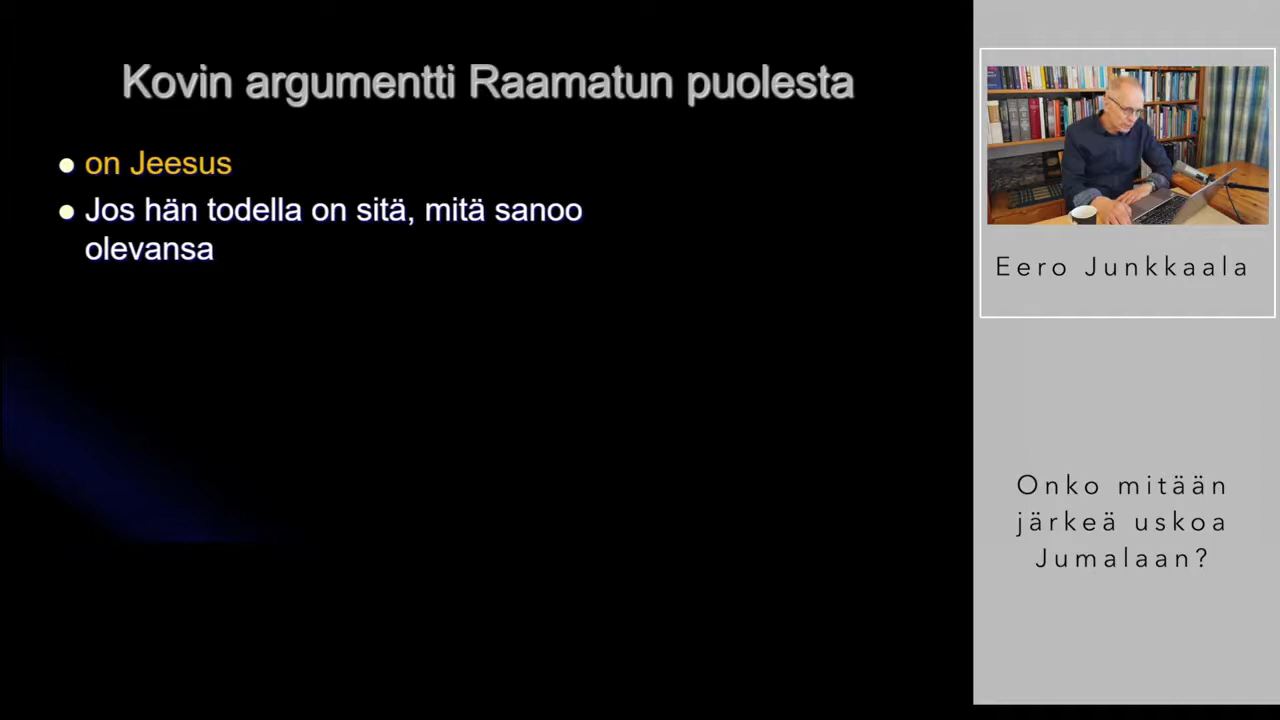 Kovin argumentti Raamatun puolesta
on Jeesus
Jos hän todella on sitä, mitä sanoo
olevansa
Eero Junkkaala
Onko mitään
järkeä uskoa
Jumalaan?